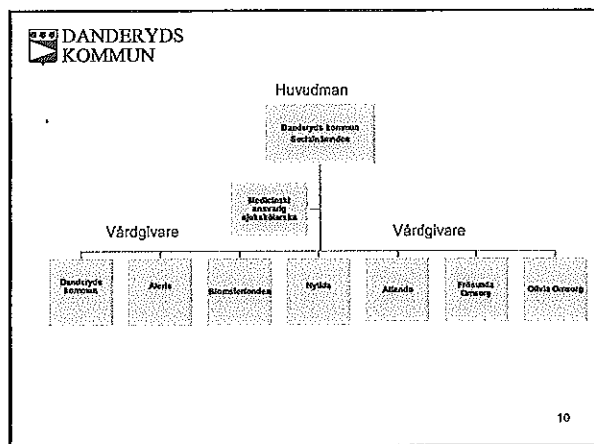 DANDERYDS
KOMMUN
Huvudman
Danderyds kommun
Socialnämnden
Medicinskt
ansvarig
sjuksköterska
Vårdgivare
Vårdgivare
Danderyds
kommun
Aleris
Blomsterfonden
Nytida
Attendo
Frösunda
Omsorg
Olivia Omsorg
10